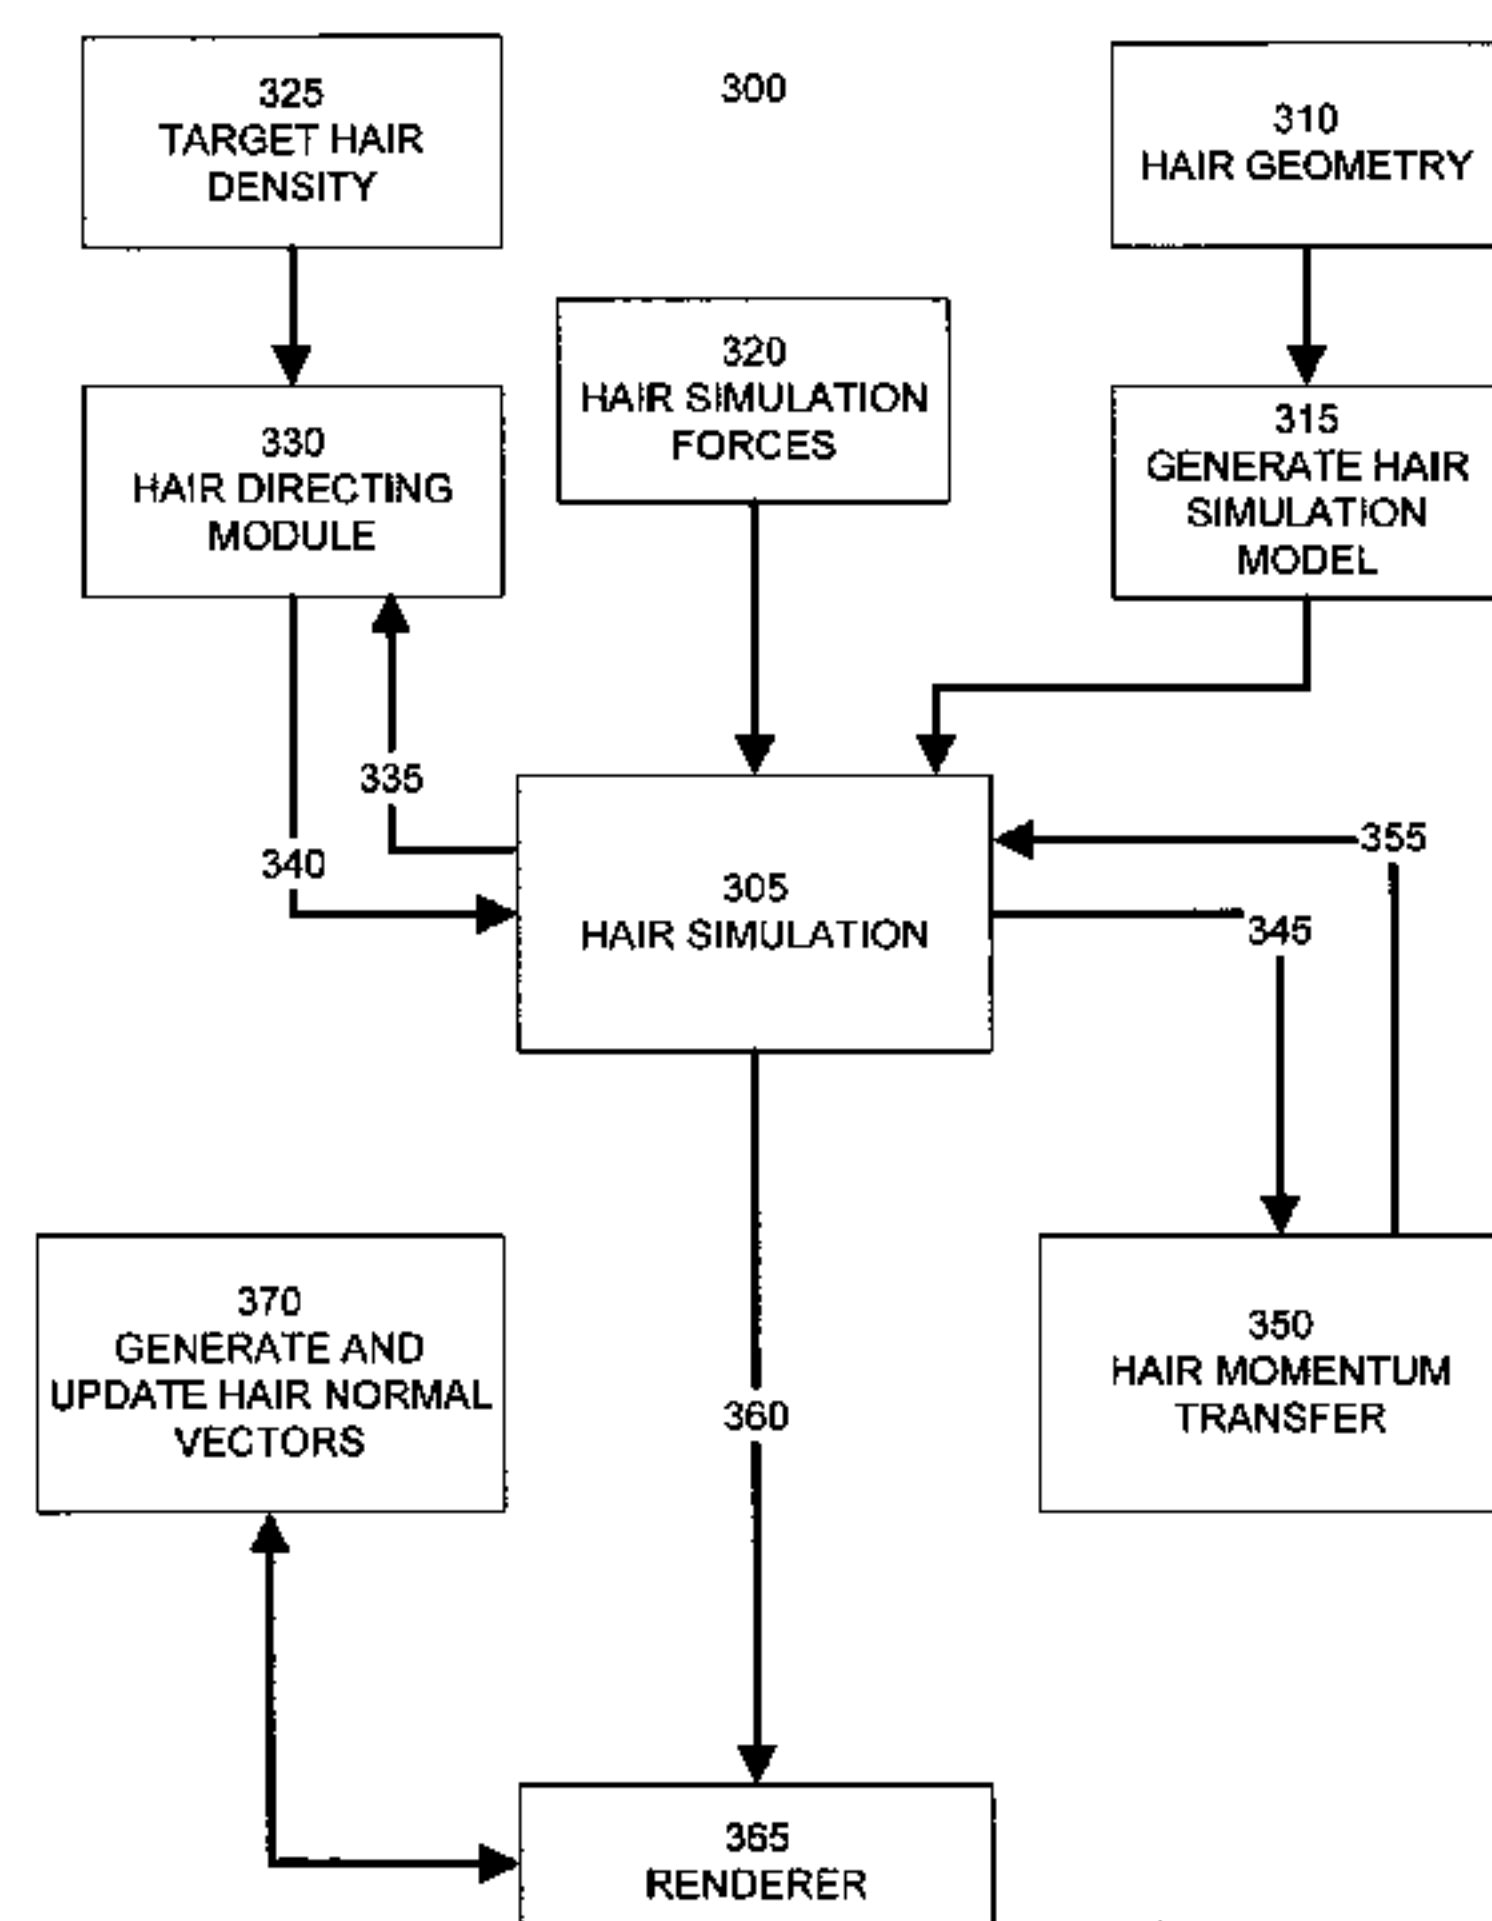 325
TARGET HAIR
DENSITY
300
310
HAIR GEOMETRY
320
HAIR SIMULATION
FORCES
330
HAIR DIRECTING
MODULE
315
GENERATE HAIR
SIMULATION
MODEL
335
340
305
HAIR SIMULATION
355
345
370
GENERATE AND
UPDATE HAIR NORMAL
VECTORS
360
350
HAIR MOMENTUM
TRANSFER
365
RENDERER